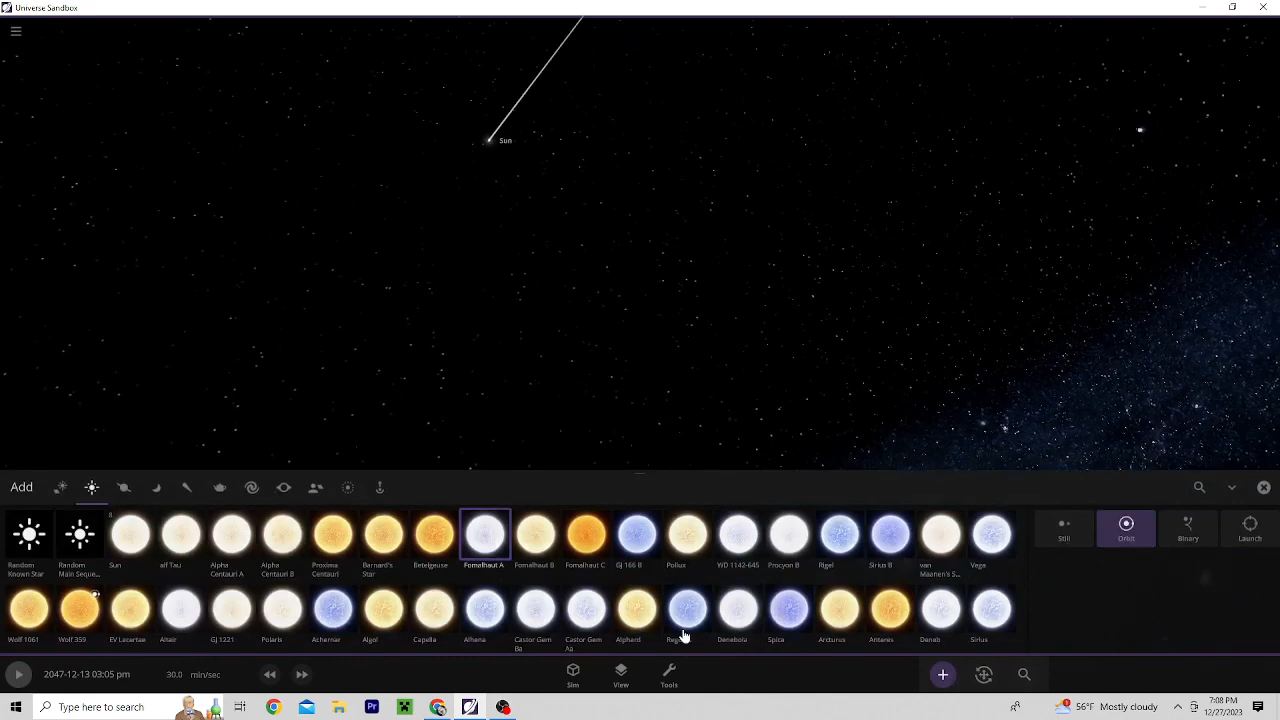 Universe Sandbox
Sun
Add
Random Known Star
Random Main Seque...
8
Sun
alf Tau
Alpha Centauri A
Alpha Centauri B
Proxima Centauri
Barnard's Star
Betelgeuse
Fomalhaut A
Fomalhaut B
Fomalhaut C
GJ 166 B
Pollux
WD 1142-645
Procyon B
Rigel
Sirius B
van Maanen's S...
Vega
Still
Orbit
Binary
Launch
Wolf 1061
Wolf 359
EV Lacertae
Altair
GJ 1221
Polaris
Achernar
Algol
Capella
Alhena
Castor Gem Ba
Castor Gem Aa
Alphard
Denebola
Spica
Arcturus
Antares
Deneb
Sirius
2047-12-13 03:05 pm
30.0 min/sec
Sim
View
Tools
Type here to search
56°F Mostly cloudy
7:08 PM
12/27/2023